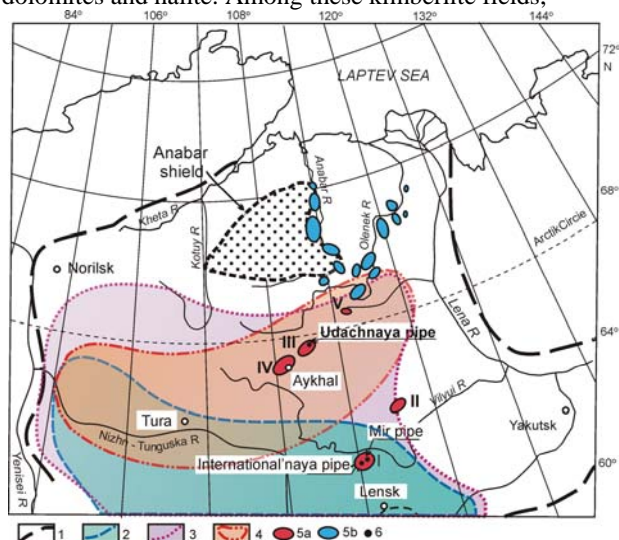 dolomites and halite. Among these kimberlite fields,
84° 96° 106° 108° 120° 132° 144°
72°
N
LAPTEV SEA
Anabar
shield
Anabar R
68°
Kheta R
Kotuy R
Olenek R
ArctikCircle
Norilsk
V
Lena R
64°
III
Udachnaya pipe
IV
Aykhal
II
Vilyui R
Tura
Mir pipe
Yakutsk
Nizhn - Tunguska R
International'naya pipe
I
60°
Yenisei R
Lensk
1 2 3 4 5a 5b 6